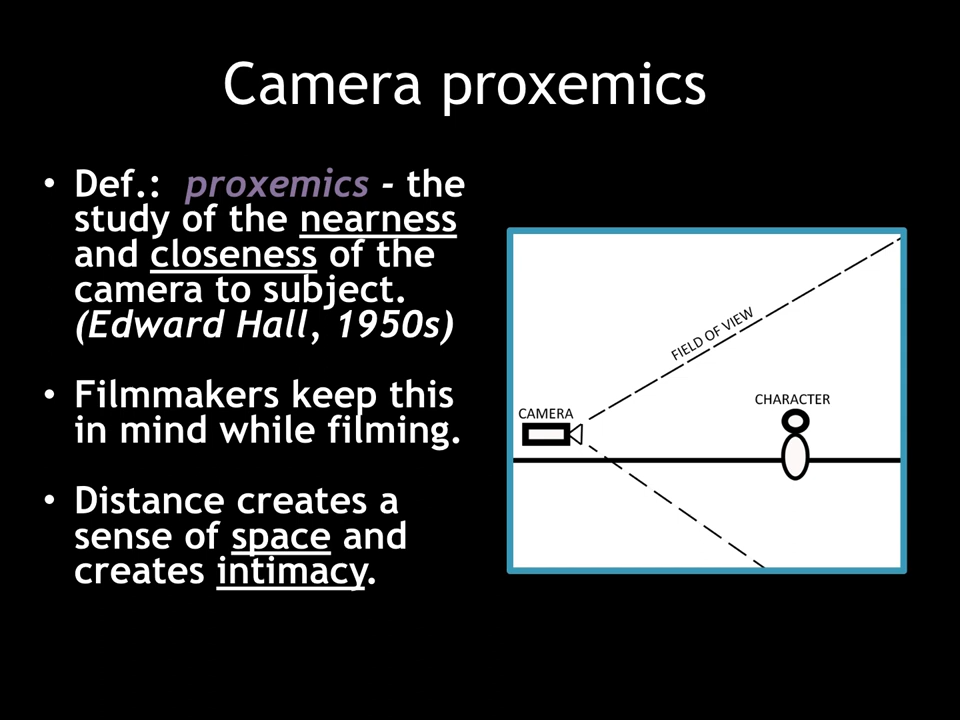 Camera proxemics
• Def.: proxemics - the
study of the nearness
and closeness of the
camera to subject.
(Edward Hall, 1950s)
• Filmmakers keep this
in mind while filming.
• Distance creates a
sense of space and
creates intimacy.
FIELD OF VIEW
CHARACTER
CAMERA